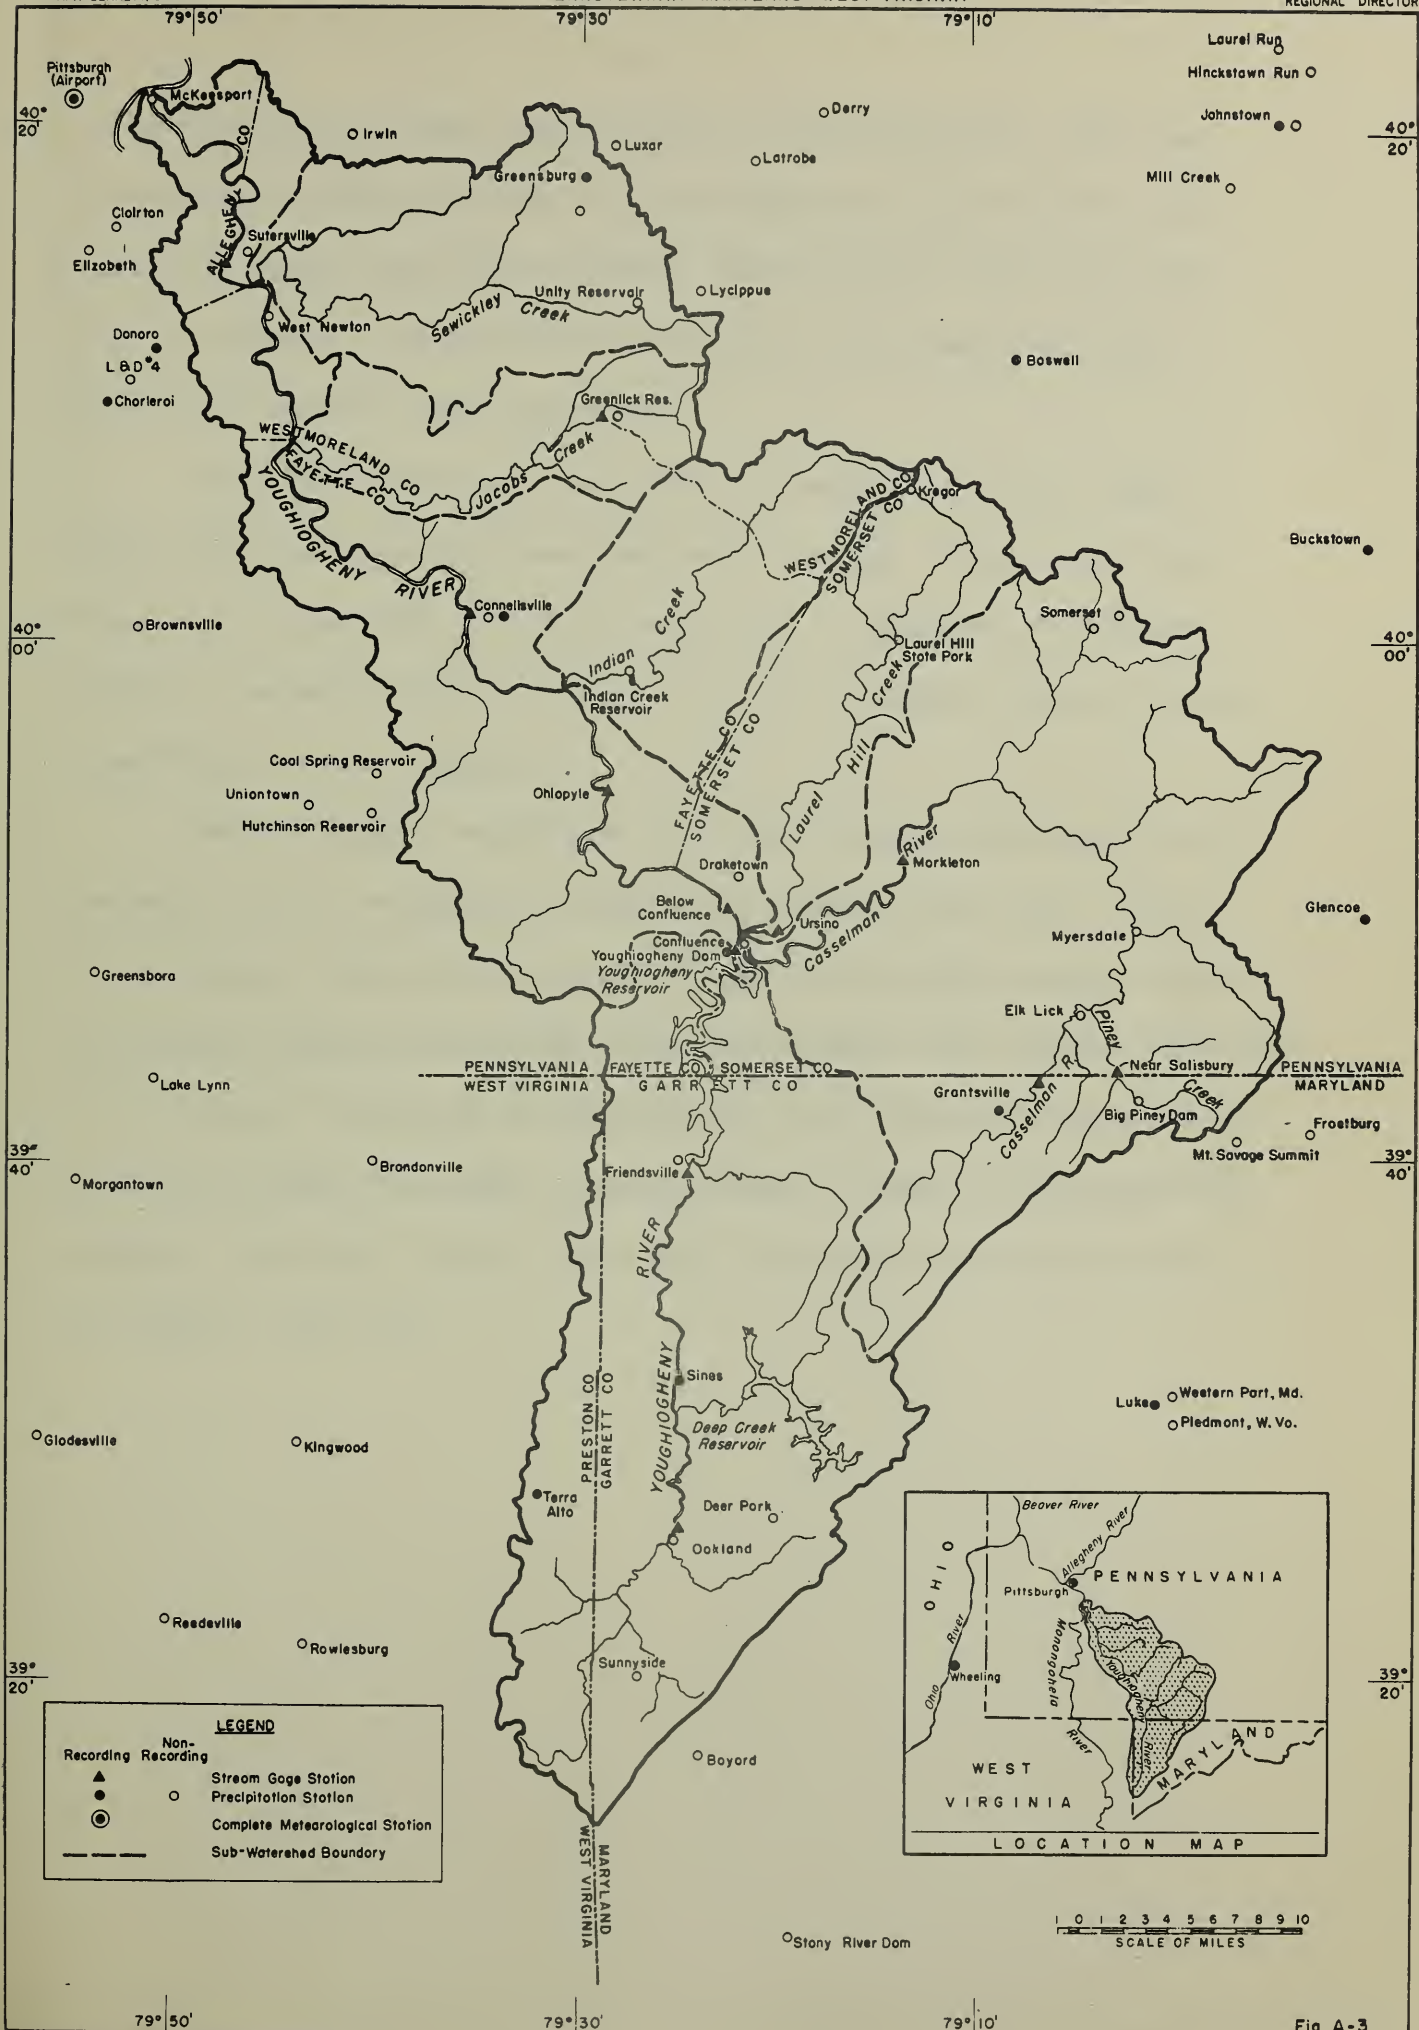 REGIONAL DIRECTOR
79° 50'
79° 30'
79° 10'
Laurel Run
Hinckstown Run
Pittsburgh
(Airport)
McKeesport
40°
20'
Irwin
Derry
Johnstown
40°
20'
Luxor
Latrobe
Greensburg
Mill Creek
CO
ALLEGHENY
Clairton
Elizabeth
Sutersville
Unity Reservoir
Lycippus
Sewickley
Creek
West Newton
Donora
L & D #4
Charleroi
Boswell
Greenlick Res.
WESTMORELAND CO
FAYETTE CO
Jacobs
Creek
WESTMORELAND CO
SOMERSET CO
Kregar
YOUGHIOGHENY
RIVER
Buckstown
Connellsville
Brownsville
Somerset
40°
00'
40°
00'
Indian
Creek
Laurel Hill
State Park
Indian Creek
Reservoir
Laurel
Hill
Creek
FAYETTE CO
SOMERSET CO
Coal Spring Reservoir
Uniontown
Hutchinson Reservoir
Ohiopyle
Draketown
River
Markleton
Casselman
Below
Confluence
Ursina
Glencoe
Confluence
Youghiogheny Dam
Youghiogheny
Reservoir
Myersdale
Greensboro
Elk Lick
Piney
Creek
PENNSYLVANIA
WEST VIRGINIA
FAYETTE CO
SOMERSET CO
GARRETT CO
Near Salisbury
PENNSYLVANIA
MARYLAND
Lake Lynn
Grantsville
Casselman R.
Big Piney Dam
Frostburg
Mt. Savage Summit
39°
40'
39°
40'
Brandonville
Friendsville
Morgantown
RIVER
YOUGHIOGHENY
Sines
PRESTON CO
GARRETT CO
Deep Creek
Reservoir
Luke
Western Port, Md.
Piedmont, W. Va.
Gladesville
Kingwood
Terra
Alta
Deer Park
Oakland
Reedsville
Rowlesburg
Sunnyside
39°
20'
39°
20'
Bayard
WEST VIRGINIA
MARYLAND
Stony River Dam
LEGEND
Recording
Non-
Recording
Stream Gage Station
Precipitation Station
Complete Meteorological Station
Sub-Watershed Boundary
Beaver River
Allegheny River
OHIO
PENNSYLVANIA
Pittsburgh
Ohio
River
Wheeling
Monongahela
River
Youghiogheny
River
WEST
VIRGINIA
MARYLAND
LOCATION MAP
1 0 1 2 3 4 5 6 7 8 9 10
SCALE OF MILES
79° 50'
79° 30'
79° 10'
Fig. A-3